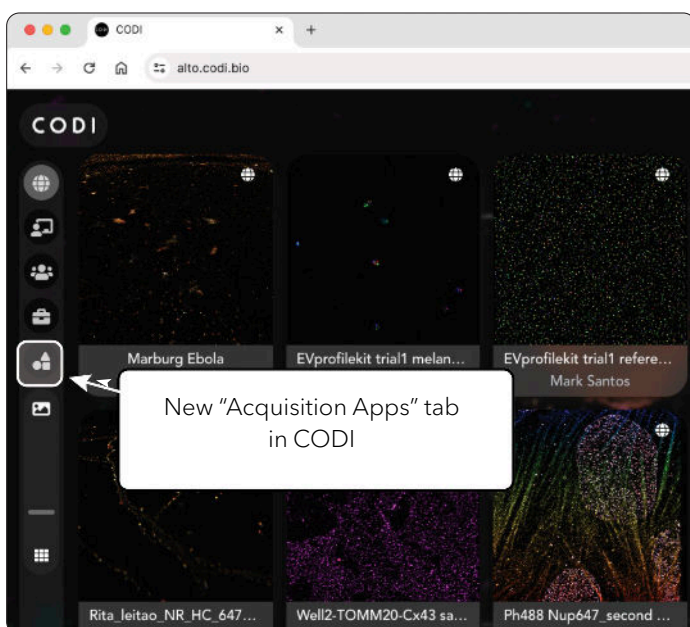 CODI
alto.codi.bio
CODI
Marburg Ebola
EVprofilekit trial1 melan...
EVprofilekit trial1 refere...
Mark Santos
New “Acquisition Apps” tab
in CODI
Rita_leitao_NR_HC_647...
Well2-TOMM20-Cx43 sa...
Ph488 Nup647_second ...